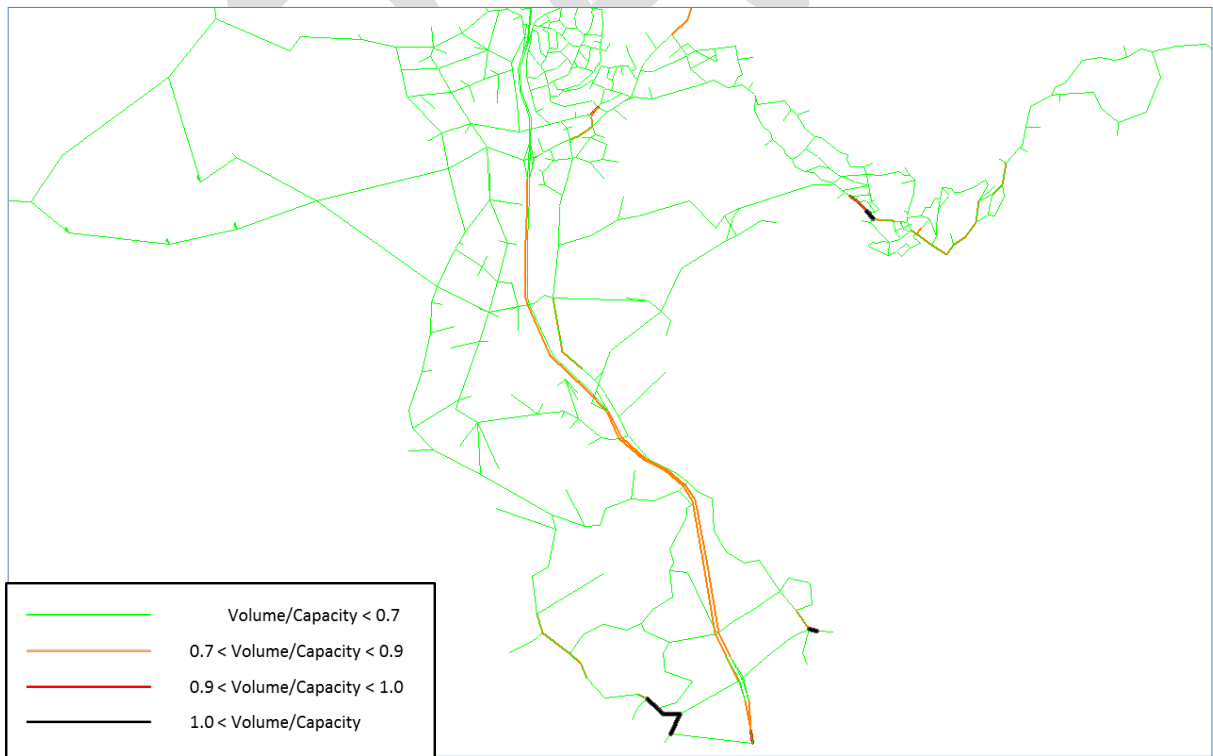 Volume/Capacity < 0.7
0.7 < Volume/Capacity < 0.9
0.9 < Volume/Capacity < 1.0
1.0 < Volume/Capacity